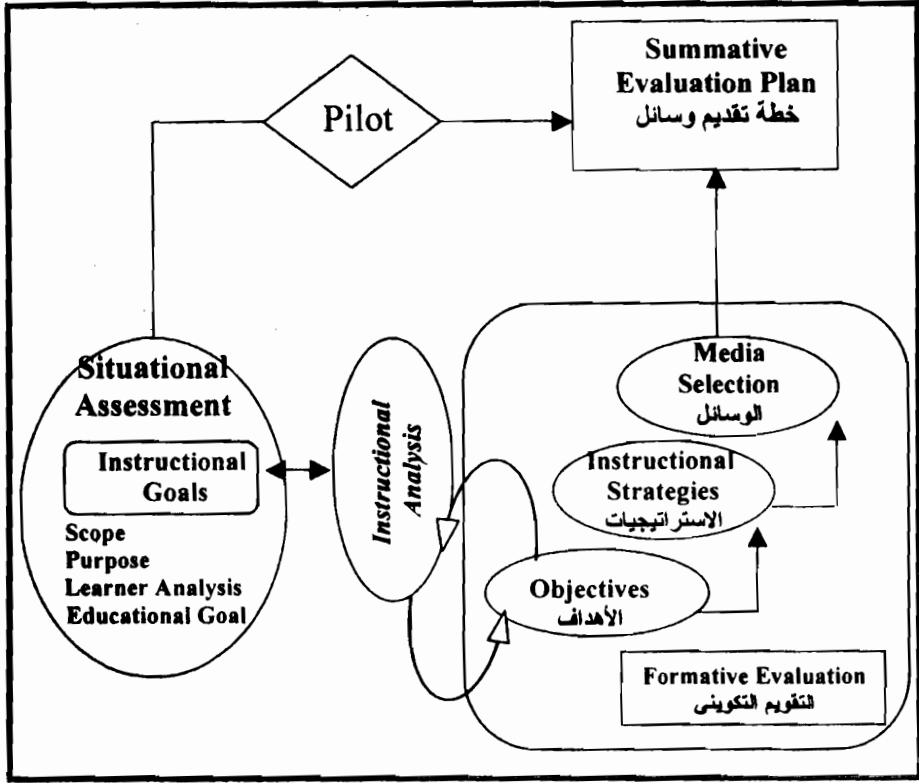 Summative
Evaluation Plan
خطة تقديم وسائل
Pilot
Situational
Assessment
Instructional
Goals
Scope
Purpose
Learner Analysis
Educational Goal
Instructional
Analysis
Media
Selection
الوسائل
Instructional
Strategies
الاستراتيجيات
Objectives
الأهداف
Formative Evaluation
التقويم التكوينى